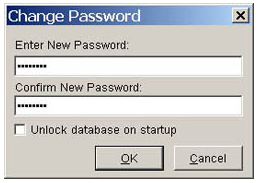 Change Password
Enter New Password:
••••••••
Confirm New Password:
••••••••
Unlock database on startup
OK Cancel